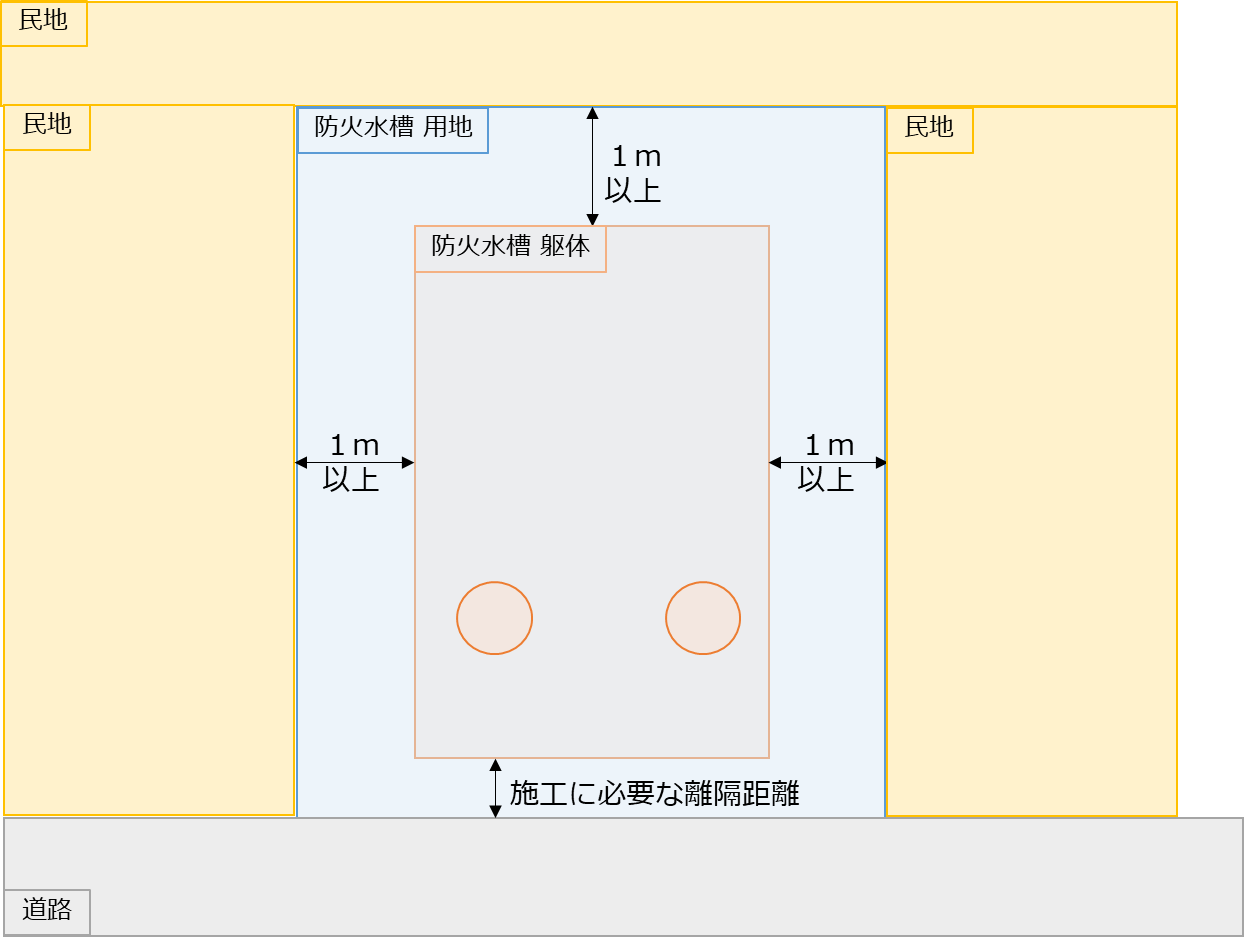 民地
民地
防火水槽 用地
民地
１ｍ
以上
防火水槽 躯体
１ｍ
以上
１ｍ
以上
施工に必要な離隔距離
道路